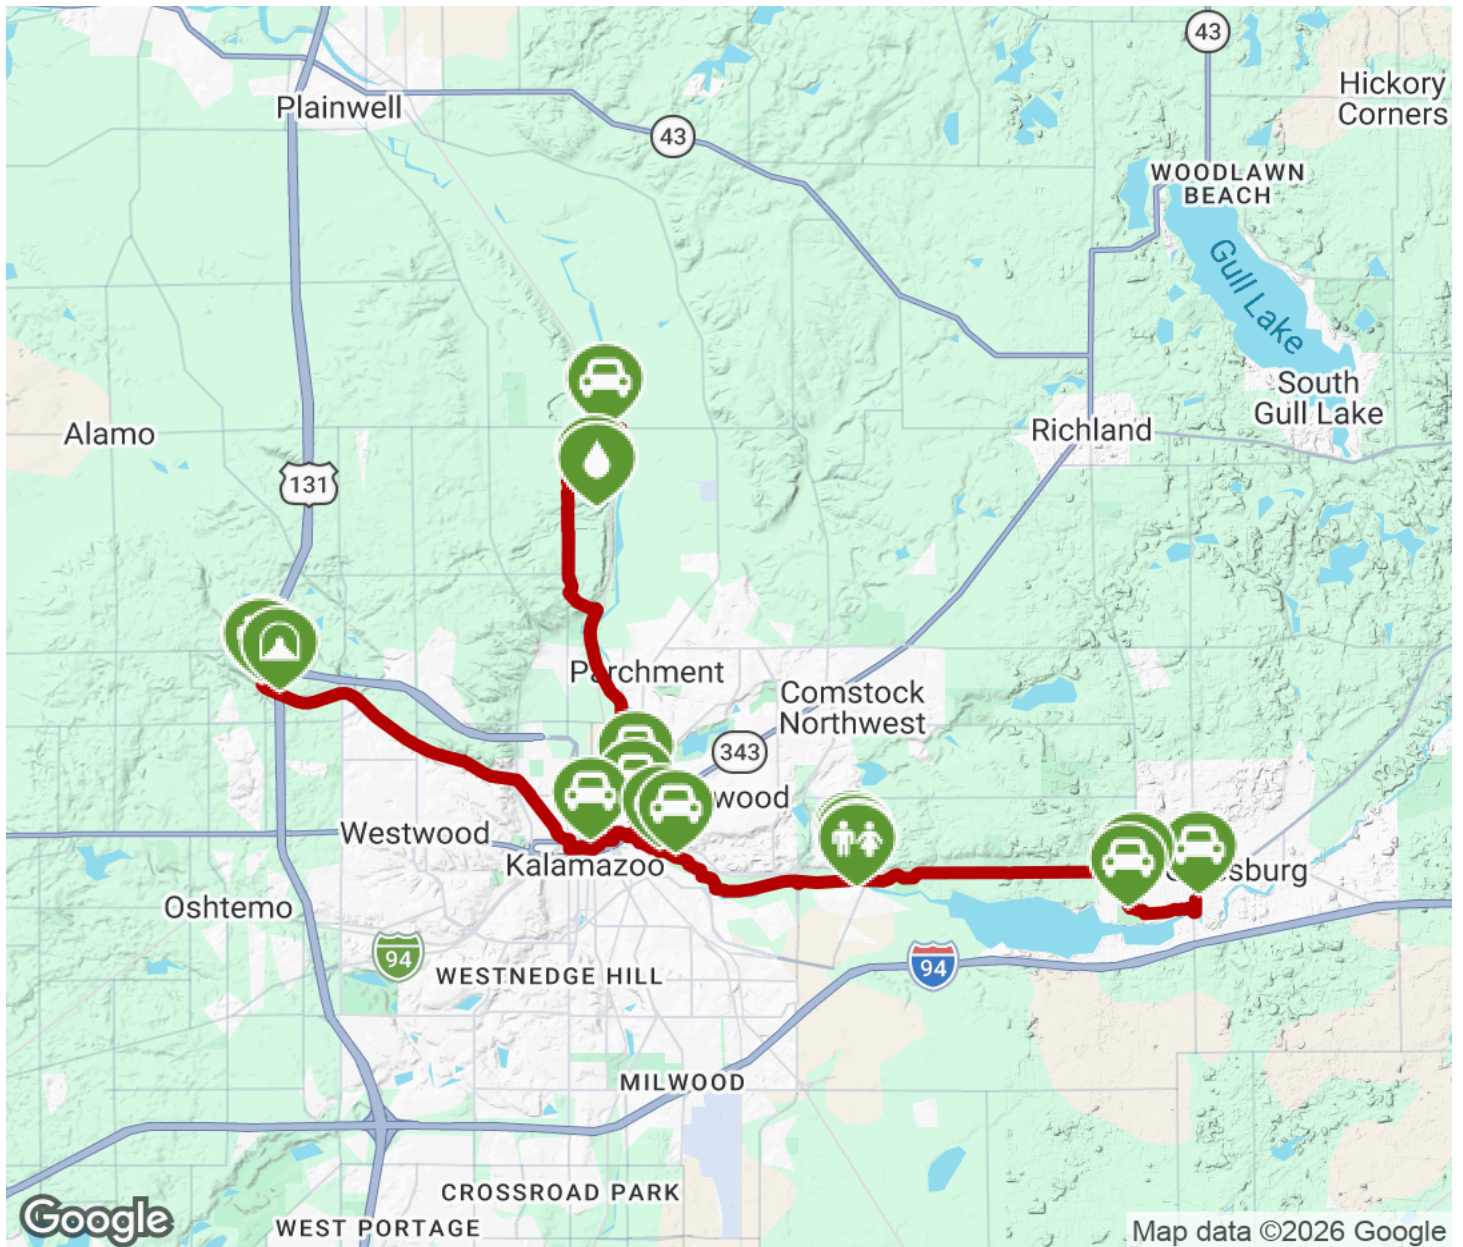 43
Hickory
Corners
Plainwell
43
WOODLAWN
BEACH
Gull Lake
South
Gull Lake
Alamo
Richland
131
Parchment
Comstock
Northwest
343
wood
Westwood
Kalamazoo
sburg
Oshtemo
94
94
WESTNEDGE HILL
MILWOOD
CROSSROAD PARK
WEST PORTAGE
Google
Map data ©2026 Google